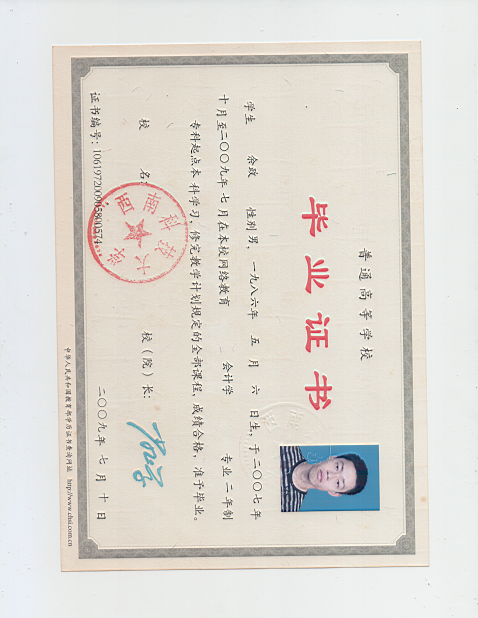 普通高等学校
毕业证书
学生 余政 性别 男，一九八六年 五 月 六 日生，于二〇〇七年
十月至二〇〇九年 七 月在本校网络教育 会计学 专业 二 年制
专科起点本 科学习，修完教学计划规定的全部课程，成绩合格，准予毕业。
校 名： 校（院）长：
西南科技大学
证书编号： 二〇〇九年 七 月 十 日
中华人民共和国教育部学历证书查询网址 http://www.chsi.com.cn